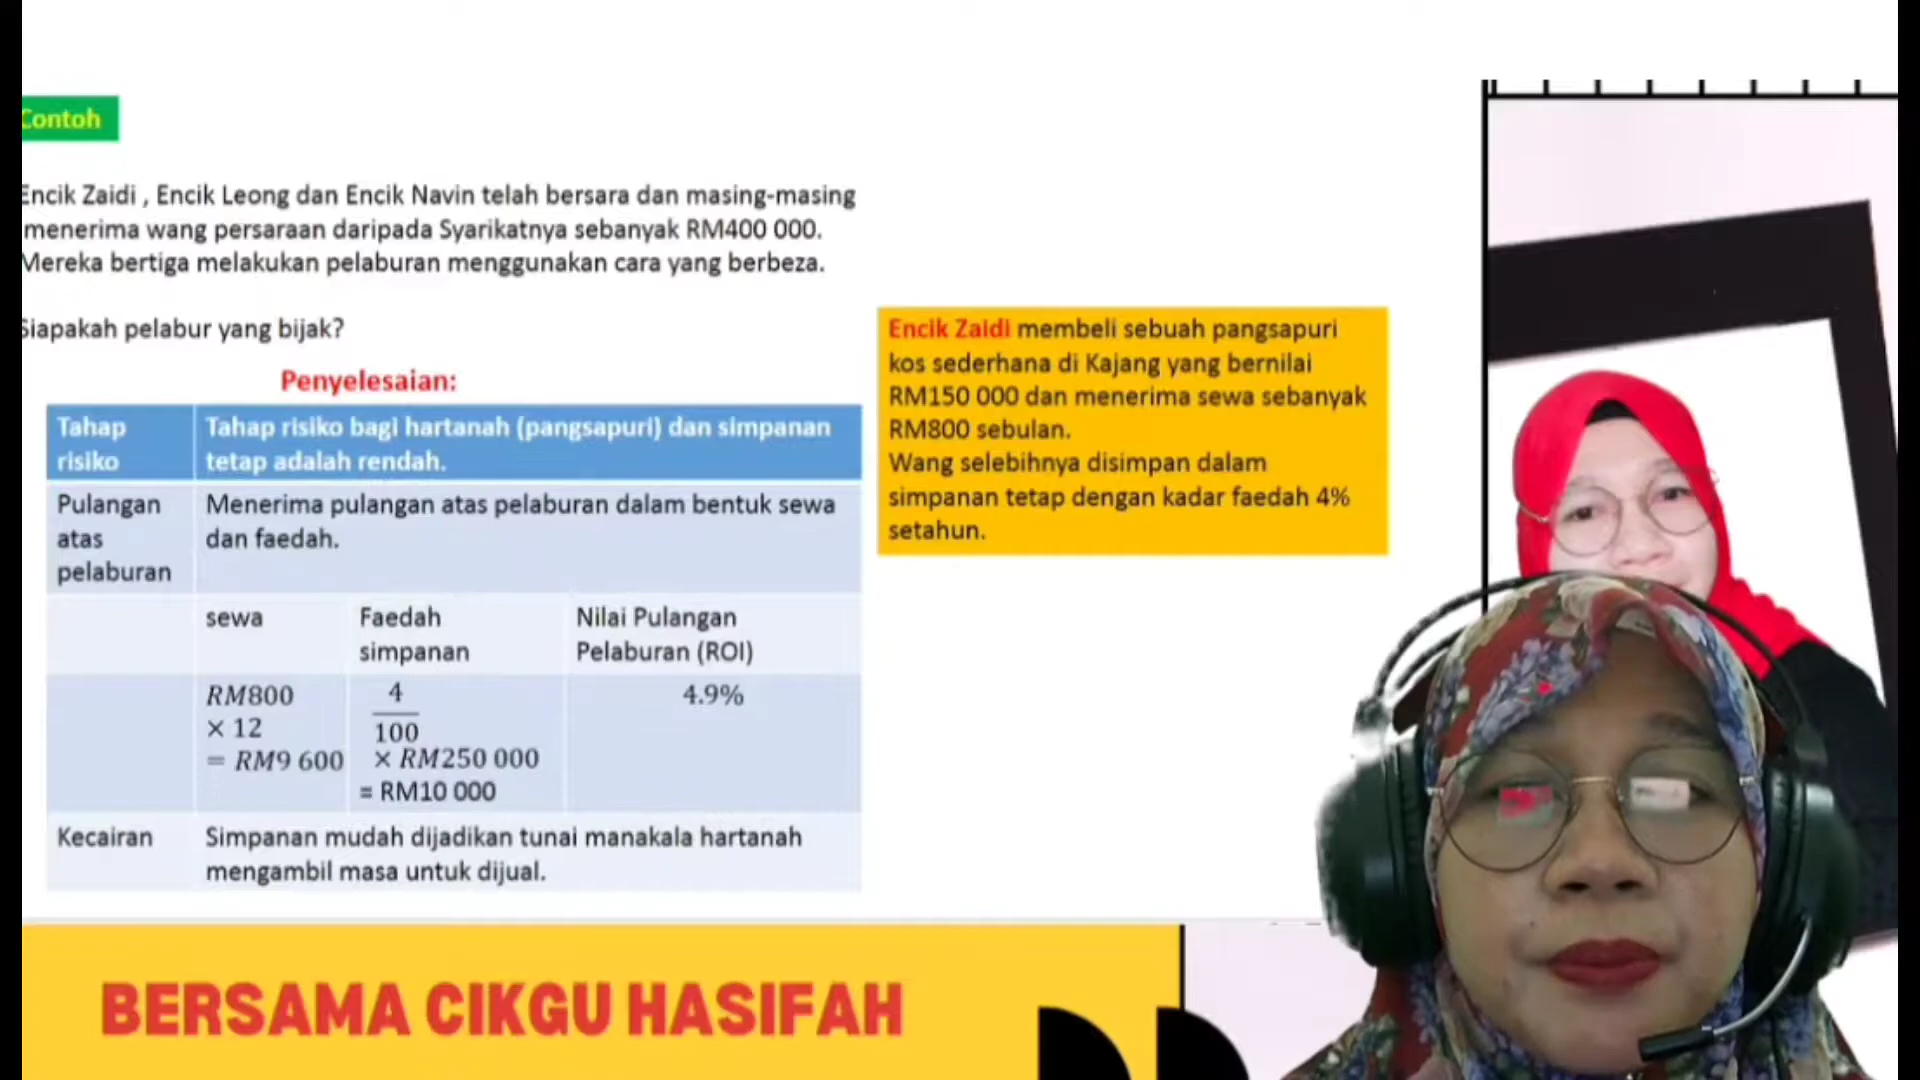 Contoh
Encik Zaidi , Encik Leong dan Encik Navin telah bersara dan masing-masing
menerima wang persaraan daripada Syarikatnya sebanyak RM400 000.
Mereka bertiga melakukan pelaburan menggunakan cara yang berbeza.
Siapakah pelabur yang bijak?
Penyelesaian:
Tahap risiko
Tahap risiko bagi hartanah (pangsapuri) dan simpanan
tetap adalah rendah.
Pulangan
atas
pelaburan
Menerima pulangan atas pelaburan dalam bentuk sewa
dan faedah.
sewa
Faedah
simpanan
Nilai Pulangan
Pelaburan (ROI)
RM800
× 12
= RM9 600
4
100
× RM250 000
= RM10 000
4.9%
Kecairan
Simpanan mudah dijadikan tunai manakala hartanah
mengambil masa untuk dijual.
Encik Zaidi membeli sebuah pangsapuri
kos sederhana di Kajang yang bernilai
RM150 000 dan menerima sewa sebanyak
RM800 sebulan.
Wang selebihnya disimpan dalam
simpanan tetap dengan kadar faedah 4%
setahun.
BERSAMA CIKGU HASIFAH